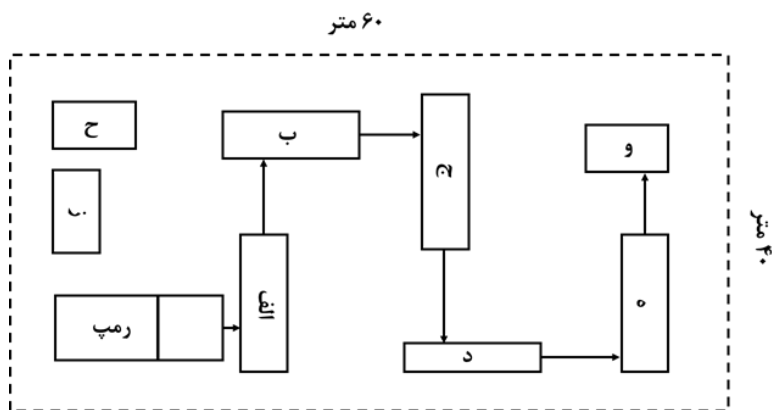 ۶۰ متر
ح
ب
ج
و
ز
۴۰ متر
الف
ه
رمپ
د